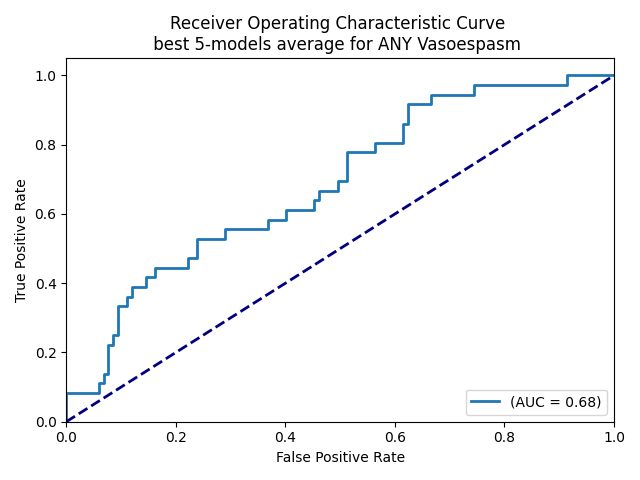 Receiver Operating Characteristic Curve
best 5-models average for ANY Vasoespasm
1.0
0.8
0.6
0.4
0.2
0.0
True Positive Rate
(AUC = 0.68)
0.0 0.2 0.4 0.6 0.8 1.0
False Positive Rate